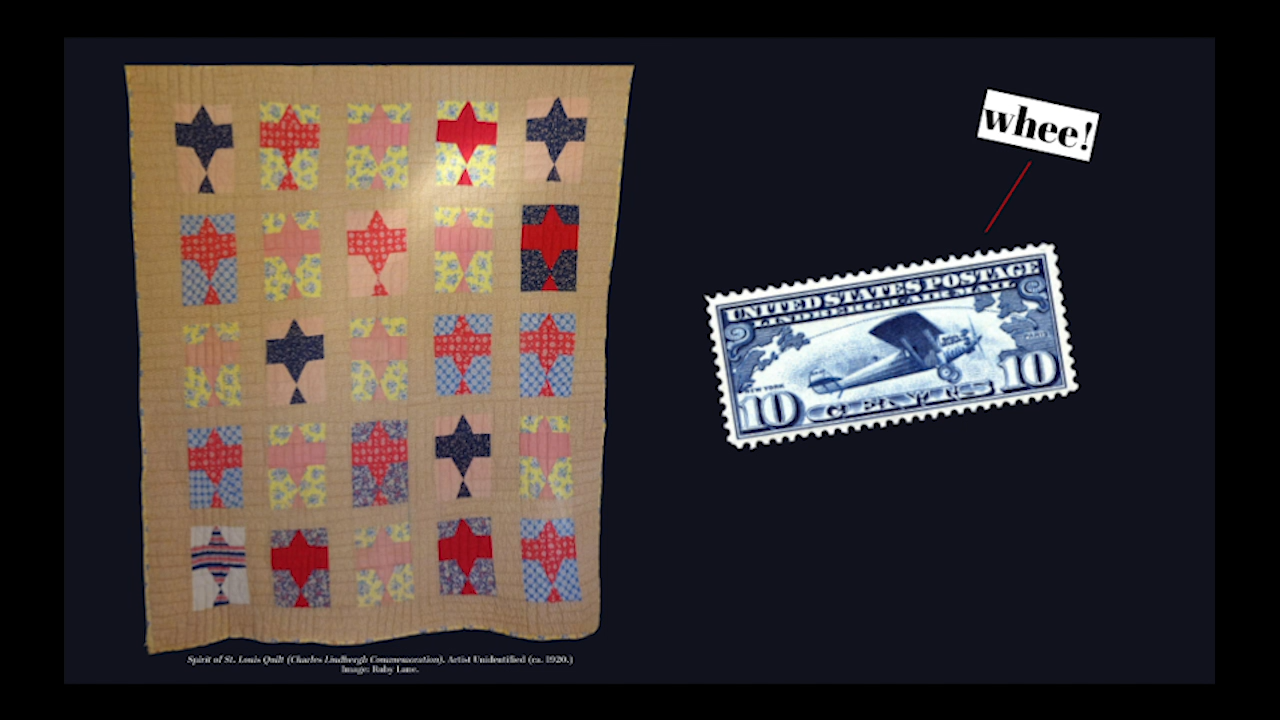 whee!
UNITED STATES POSTAGE
LINDBERGH AIR MAIL
PARIS
NEW YORK
10 CENTS 10
Spirit of St. Louis Quilt (Charles Lindbergh Commemoration). Artist Unidentified (ca. 1920.)
Image: Ruby Lane.